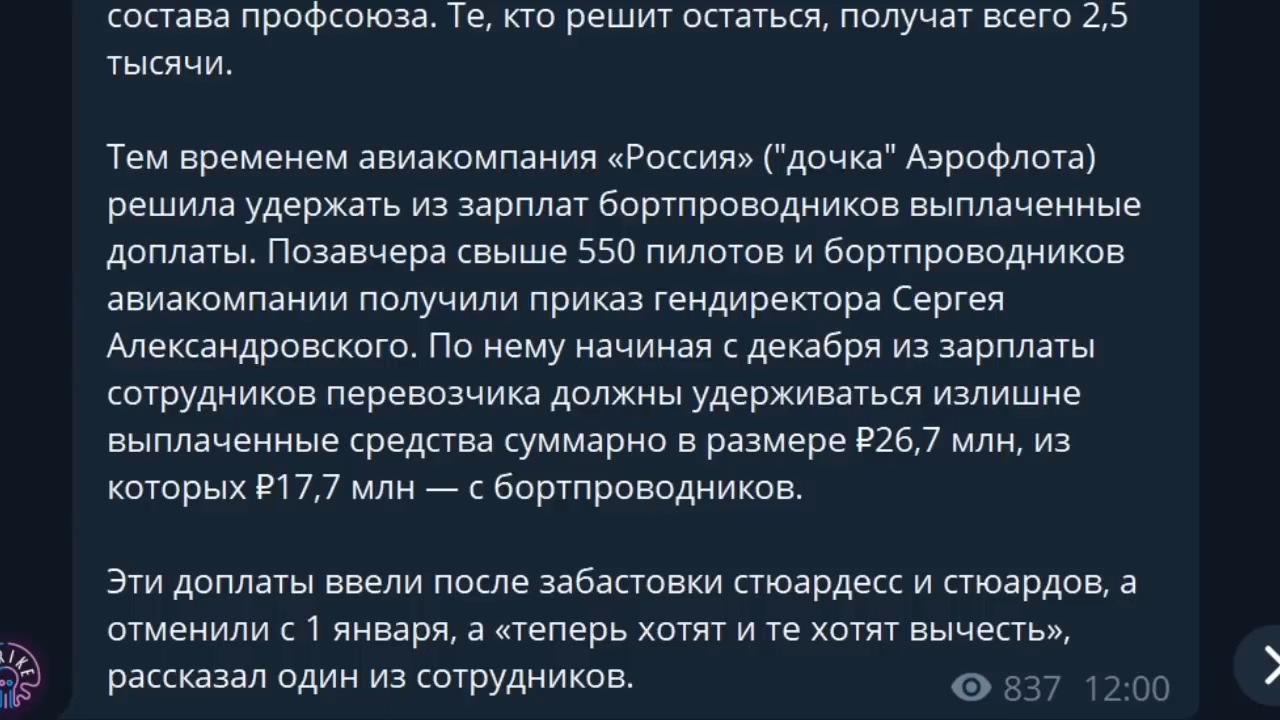 состава профсоюза. Те, кто решит остаться, получат всего 2,5
тысячи.
Тем временем авиакомпания «Россия» ("дочка" Аэрофлота)
решила удержать из зарплат бортпроводников выплаченные
доплаты. Позавчера свыше 550 пилотов и бортпроводников
авиакомпании получили приказ гендиректора Сергея
Александровского. По нему начиная с декабря из зарплаты
сотрудников перевозчика должны удерживаться излишне
выплаченные средства суммарно в размере ₽26,7 млн, из
которых ₽17,7 млн — с бортпроводников.
Эти доплаты ввели после забастовки стюардесс и стюардов, а
отменили с 1 января, а «теперь хотят и те хотят вычесть»,
рассказал один из сотрудников.
837 12:00